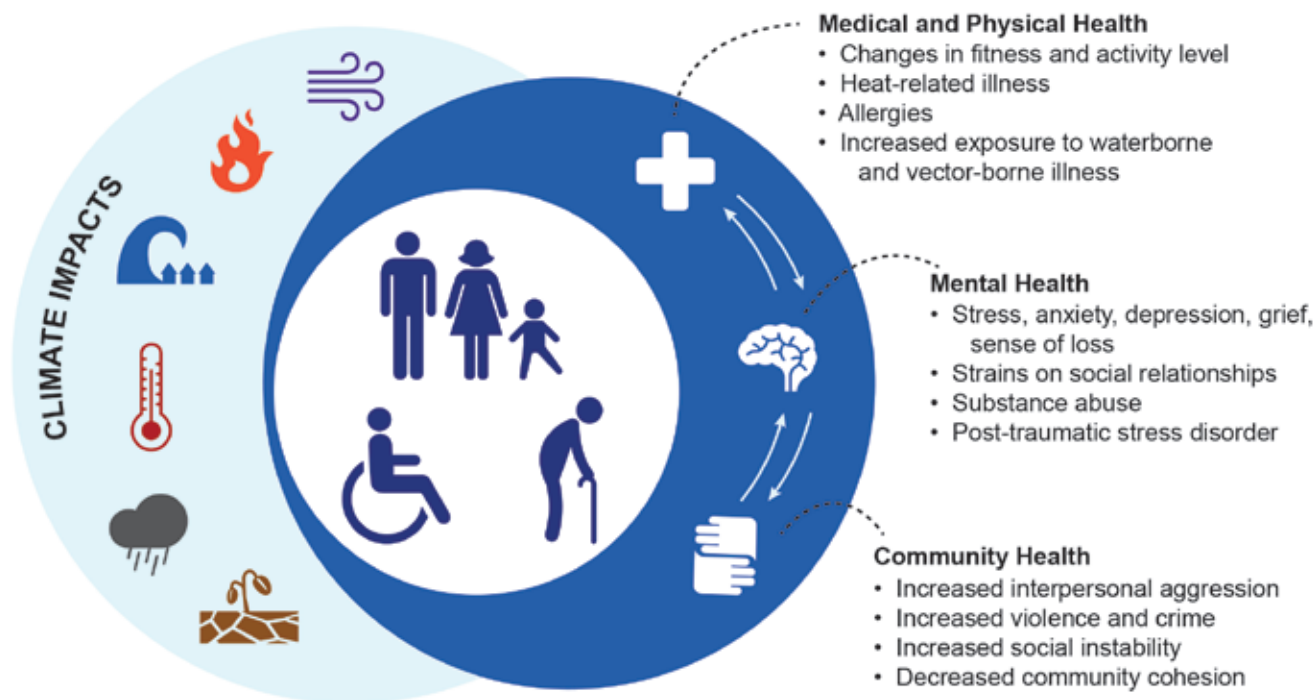 CLIMATE IMPACTS
Medical and Physical Health
• Changes in fitness and activity level
• Heat-related illness
• Allergies
• Increased exposure to waterborne
and vector-borne illness
Mental Health
• Stress, anxiety, depression, grief,
sense of loss
• Strains on social relationships
• Substance abuse
• Post-traumatic stress disorder
Community Health
• Increased interpersonal aggression
• Increased violence and crime
• Increased social instability
• Decreased community cohesion